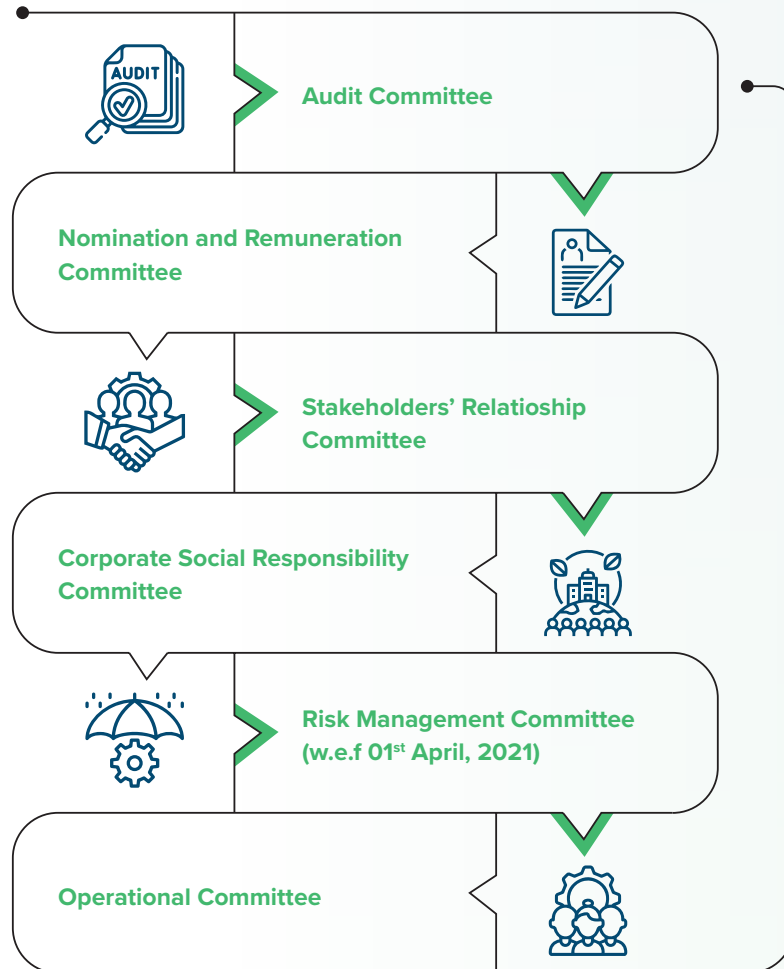 AUDIT
Audit Committee
Nomination and Remuneration
Committee
Stakeholders’ Relatioship
Committee
Corporate Social Responsibility
Committee
Risk Management Committee
(w.e.f 01st April, 2021)
Operational Committee